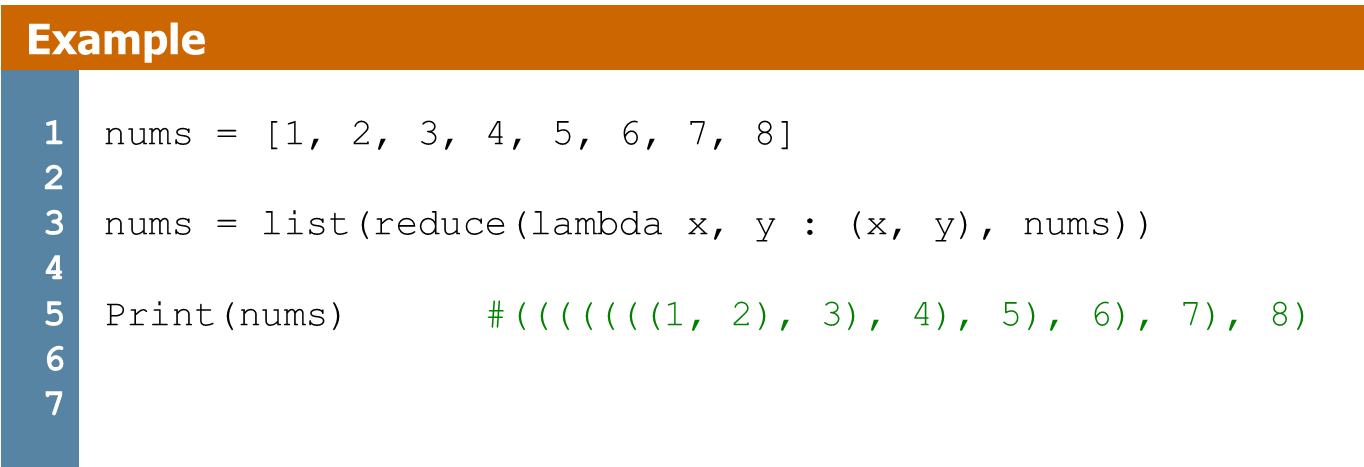 Example
1 nums = [1, 2, 3, 4, 5, 6, 7, 8]
2
3 nums = list(reduce(lambda x, y : (x, y), nums))
4
5 Print(nums) #(((((((1, 2), 3), 4), 5), 6), 7), 8)
6
7